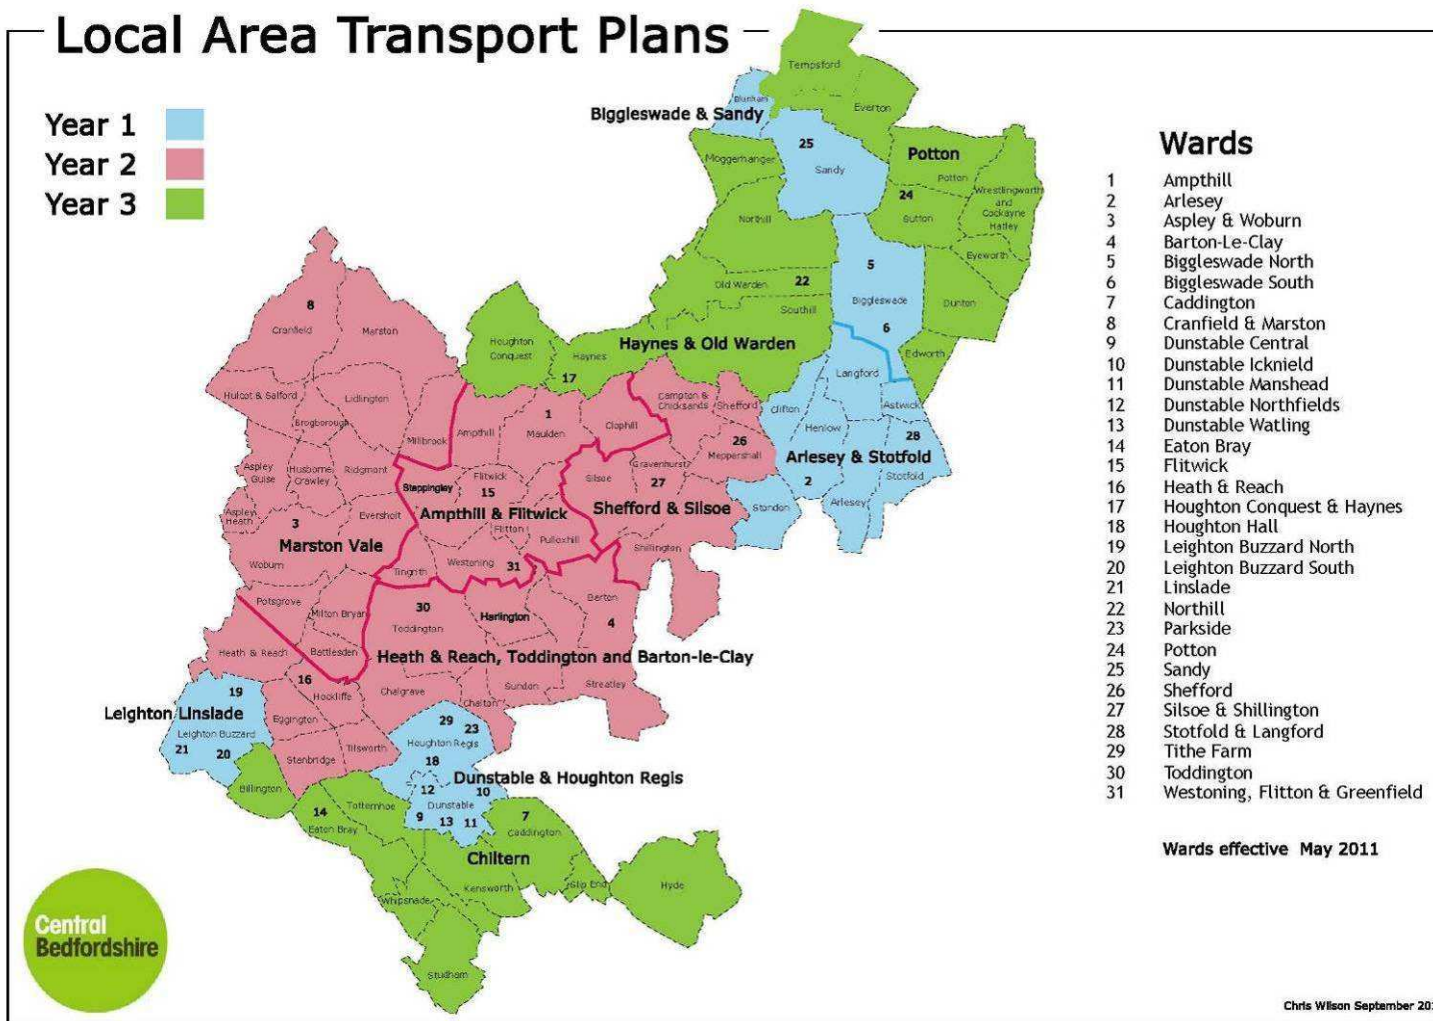 Local Area Transport Plans
Year 1
Year 2
Year 3
Tempsford
Blunham
Everton
Biggleswade & Sandy
25
Sandy
Moggerhanger
Potton
Potton
24
Sutton
Wrestlingworth
and
Cockayne
Hatley
Northill
Eyeworth
5
Old Warden
22
Biggleswade
Dunton
Southill
6
8
Cranfield
Marston
Houghton
Conquest
Haynes
Haynes & Old Warden
Edworth
17
Langford
Hulcot & Salford
Lidlington
Brogborough
Millbrook
Ampthill
1
Maulden
Clophill
Campton &
Chicksands
Shefford
Clifton
Astwick
Henlow
28
26
Meppershall
Arlesey & Stotfold
Aspley
Guise
Husborne
Crawley
Ridgmont
Steppingley
Flitwick
15
Silsoe
Gravenhurst
27
2
Stotfold
Aspley
Heath
3
Eversholt
Ampthill & Flitwick
Shefford & Silsoe
Stondon
Arlesey
Marston Vale
Flitton
Pulloxhill
Shillington
Woburn
Tingrith
Westoning
31
Potsgrove
Milton Bryan
30
Toddington
Harlington
Barton
4
Heath & Reach
Battlesden
Heath & Reach, Toddington and Barton-le-Clay
16
Hockliffe
Chalgrave
Chalton
Sundon
Streatley
19
Leighton Linslade
Eggington
29
23
Leighton Buzzard
21
20
Stanbridge
Tilsworth
Houghton Regis
18
Dunstable & Houghton Regis
Billington
12
10
Totternhoe
Dunstable
14
Eaton Bray
9
13
11
7
Caddington
Chiltern
Kensworth
Slip End
Hyde
Whipsnade
Studham
Wards
1 Ampthill
2 Arlesey
3 Aspley & Woburn
4 Barton-Le-Clay
5 Biggleswade North
6 Biggleswade South
7 Caddington
8 Cranfield & Marston
9 Dunstable Central
10 Dunstable Icknield
11 Dunstable Manshead
12 Dunstable Northfields
13 Dunstable Watling
14 Eaton Bray
15 Flitwick
16 Heath & Reach
17 Houghton Conquest & Haynes
18 Houghton Hall
19 Leighton Buzzard North
20 Leighton Buzzard South
21 Linslade
22 Northill
23 Parkside
24 Potton
25 Sandy
26 Shefford
27 Silsoe & Shillington
28 Stotfold & Langford
29 Tithe Farm
30 Toddington
31 Westoning, Flitton & Greenfield
Wards effective May 2011
Central
Bedfordshire
Chris Wilson September